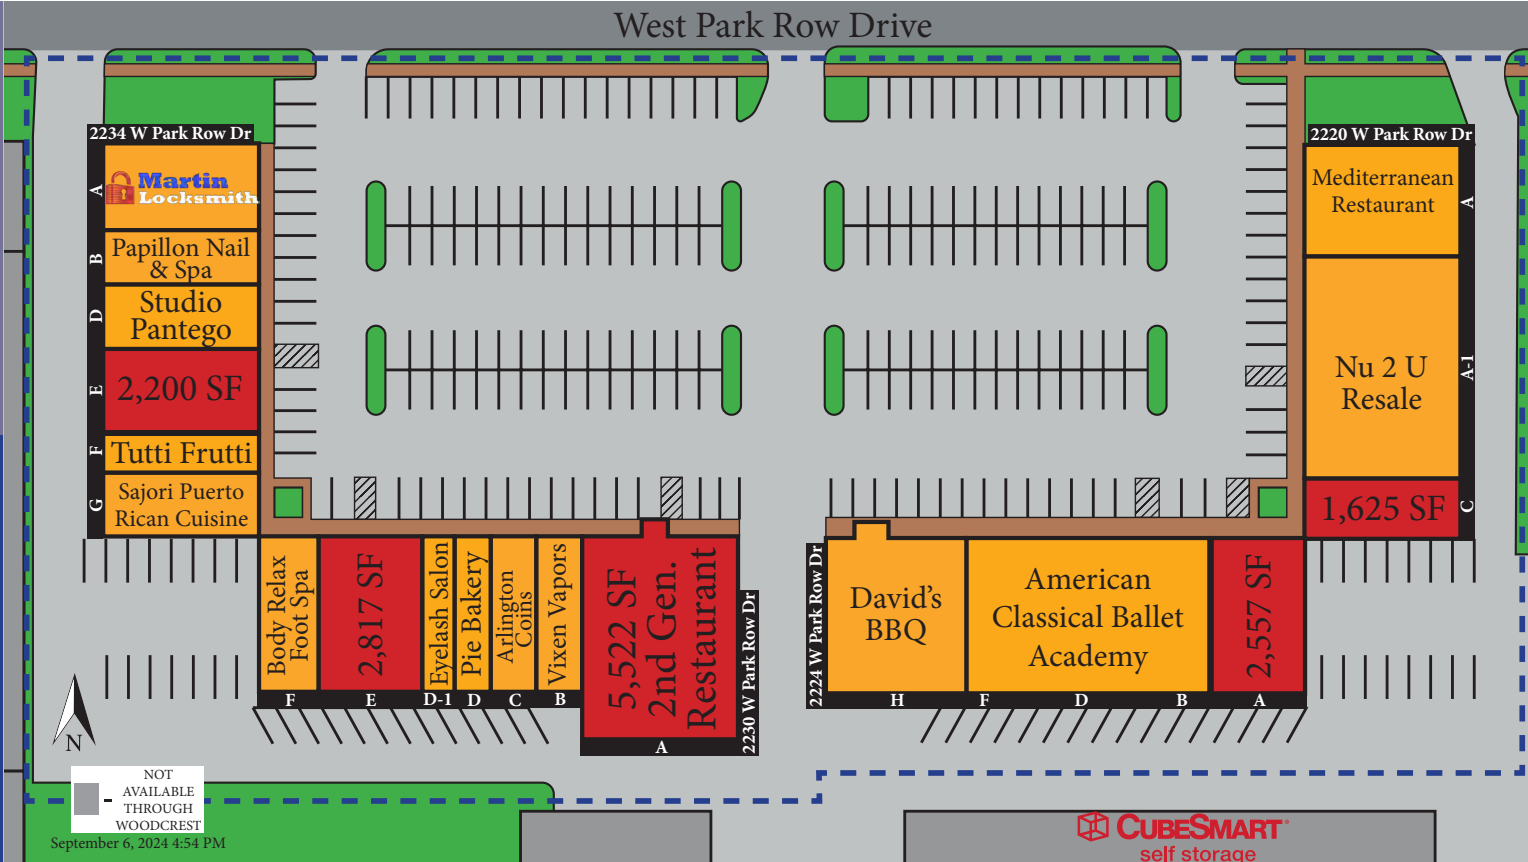 West Park Row Drive
2234 W Park Row Dr
A
Martin
Locksmith
B
Papillon Nail
& Spa
D
Studio
Pantego
E
2,200 SF
F
Tutti Frutti
G
Sajori Puerto
Rican Cuisine
2220 W Park Row Dr
Mediterranean
Restaurant
A
Nu 2 U
Resale
A-1
1,625 SF
C
Body Relax
Foot Spa
F
2,817 SF
E
Eyelash Salon
D-1
Pie Bakery
D
Arlington
Coins
C
Vixen Vapors
B
5,522 SF
2nd Gen.
Restaurant
A
2230 W Park Row Dr
2224 W Park Row Dr
David's
BBQ
H
American
Classical Ballet
Academy
F
D
B
2,557 SF
A
N
NOT
AVAILABLE
THROUGH
WOODCREST
September 6, 2024 4:54 PM
CUBESMART
self storage